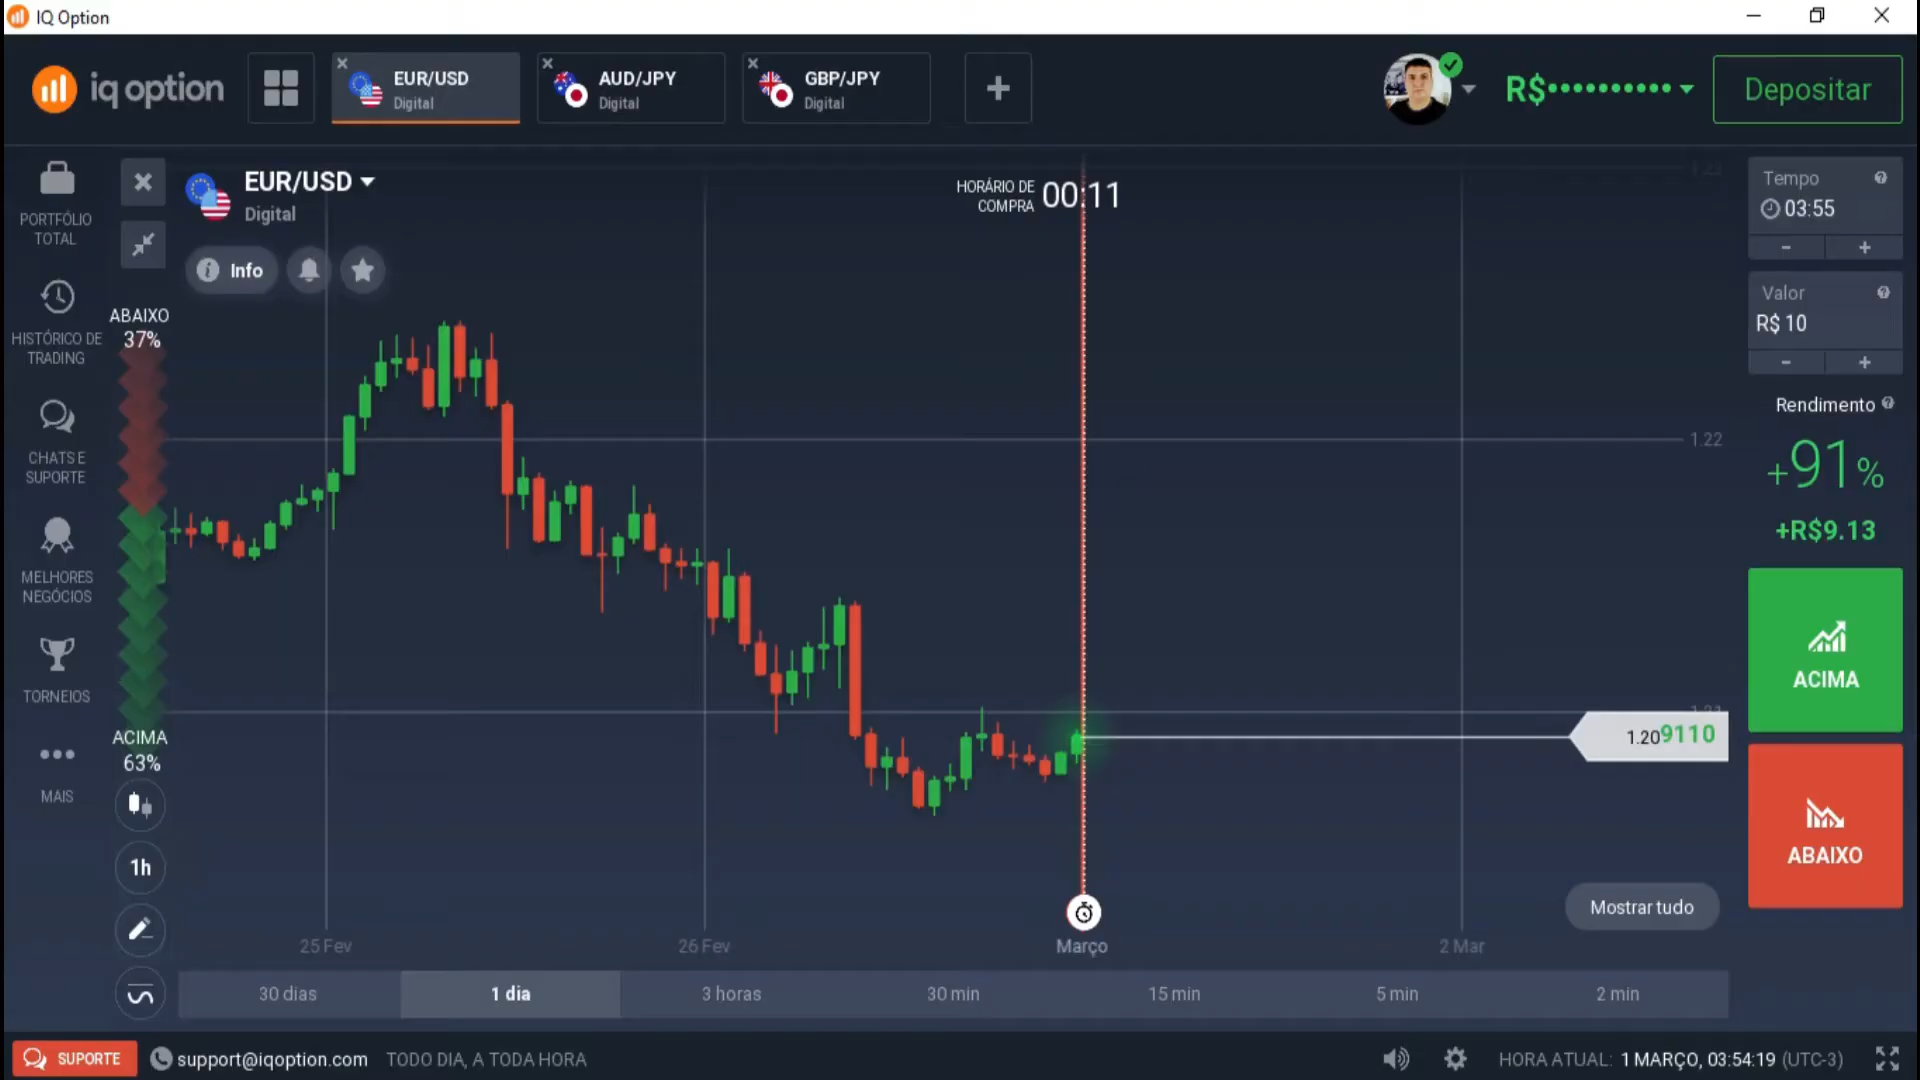 IQ Option
iq option
EUR/USD
Digital
AUD/JPY
Digital
GBP/JPY
Digital
R$••••••••••
Depositar
PORTFÓLIO
TOTAL
HISTÓRICO DE
TRADING
CHATS E
SUPORTE
MELHORES
NEGÓCIOS
TORNEIOS
MAIS
EUR/USD
Digital
Info
ABAIXO
37%
ACIMA
63%
1h
HORÁRIO DE
COMPRA
00:11
1.22
1.22
1.21
1.209110
Mostrar tudo
25 Fev
26 Fev
Março
2 Mar
30 dias
1 dia
3 horas
30 min
15 min
5 min
2 min
Tempo
03:55
- +
Valor
R$ 10
- +
Rendimento
+91%
+R$9.13
ACIMA
ABAIXO
SUPORTE
support@iqoption.com
TODO DIA, A TODA HORA
HORA ATUAL: 1 MARÇO, 03:54:19 (UTC-3)